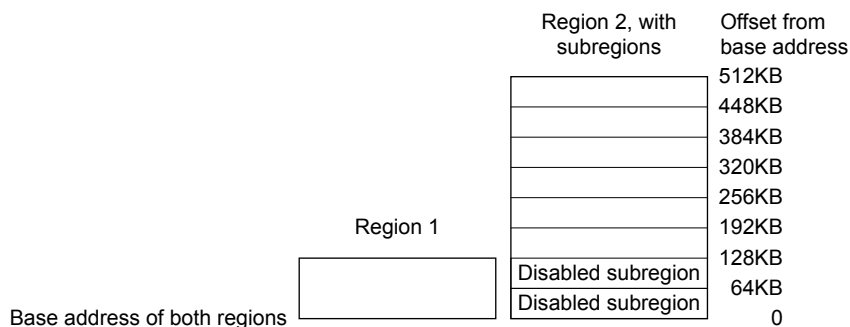 Region 2, with
subregions
Offset from
base address
512KB
448KB
384KB
320KB
256KB
192KB
Region 1
128KB
Disabled subregion
64KB
Disabled subregion
Base address of both regions
0